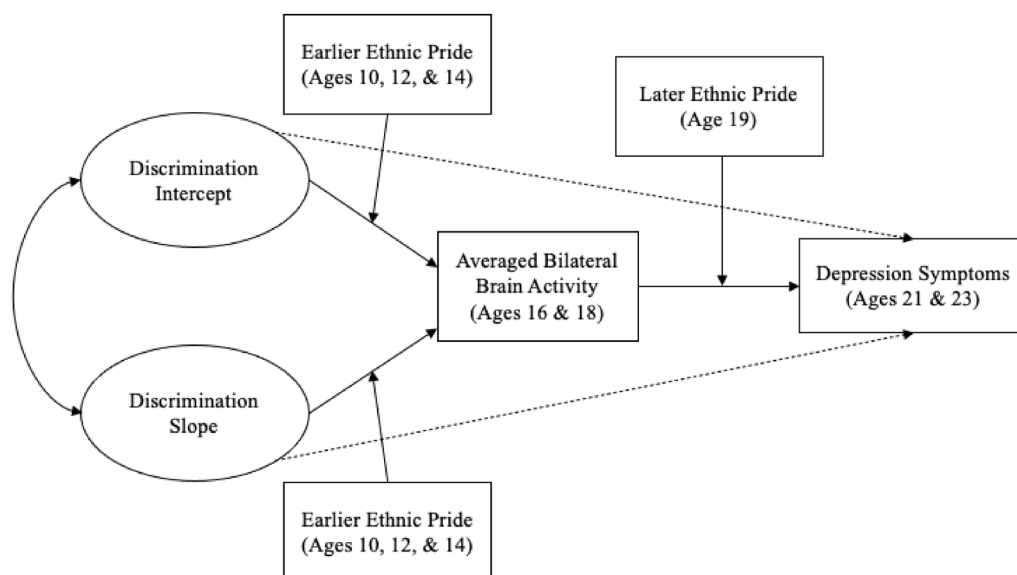 Earlier Ethnic Pride
(Ages 10, 12, & 14)
Later Ethnic Pride
(Age 19)
Discrimination
Intercept
Averaged Bilateral
Brain Activity
(Ages 16 & 18)
Depression Symptoms
(Ages 21 & 23)
Discrimination
Slope
Earlier Ethnic Pride
(Ages 10, 12, & 14)